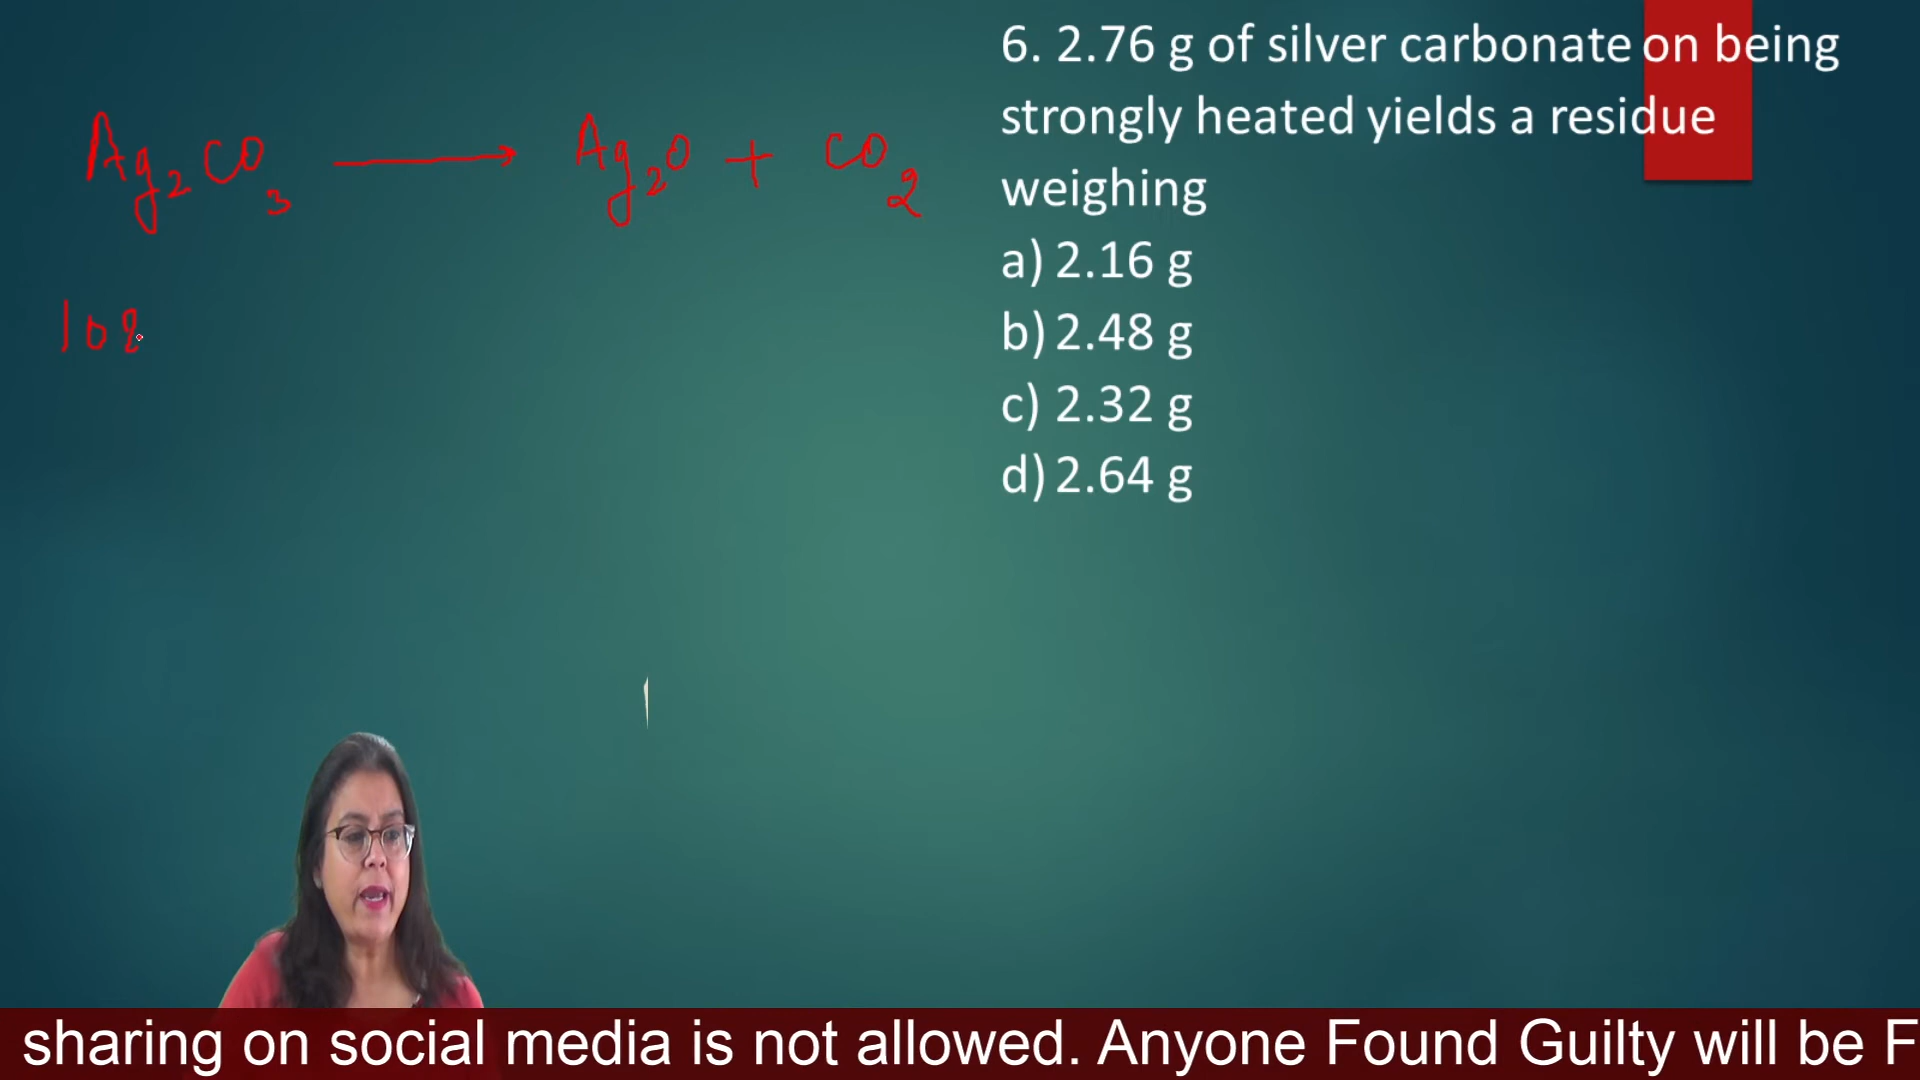 Ag₂CO₃ ⟶ Ag₂O + CO₂
108
6. 2.76 g of silver carbonate on being
strongly heated yields a residue
weighing
a) 2.16 g
b) 2.48 g
c) 2.32 g
d) 2.64 g
sharing on social media is not allowed. Anyone Found Guilty will be F